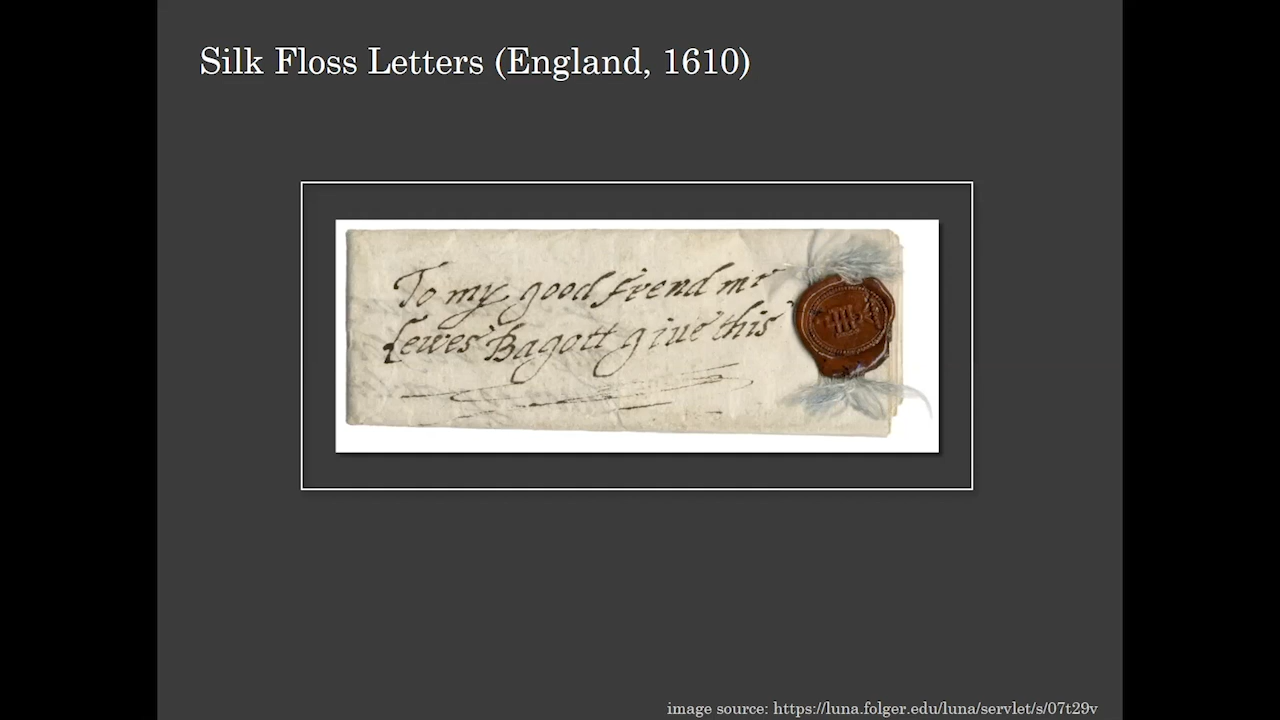 Silk Floss Letters (England, 1610)
To my good frend mr
Lewes Bagott giue this
image source: https://luna.folger.edu/luna/servlet/s/07t29v